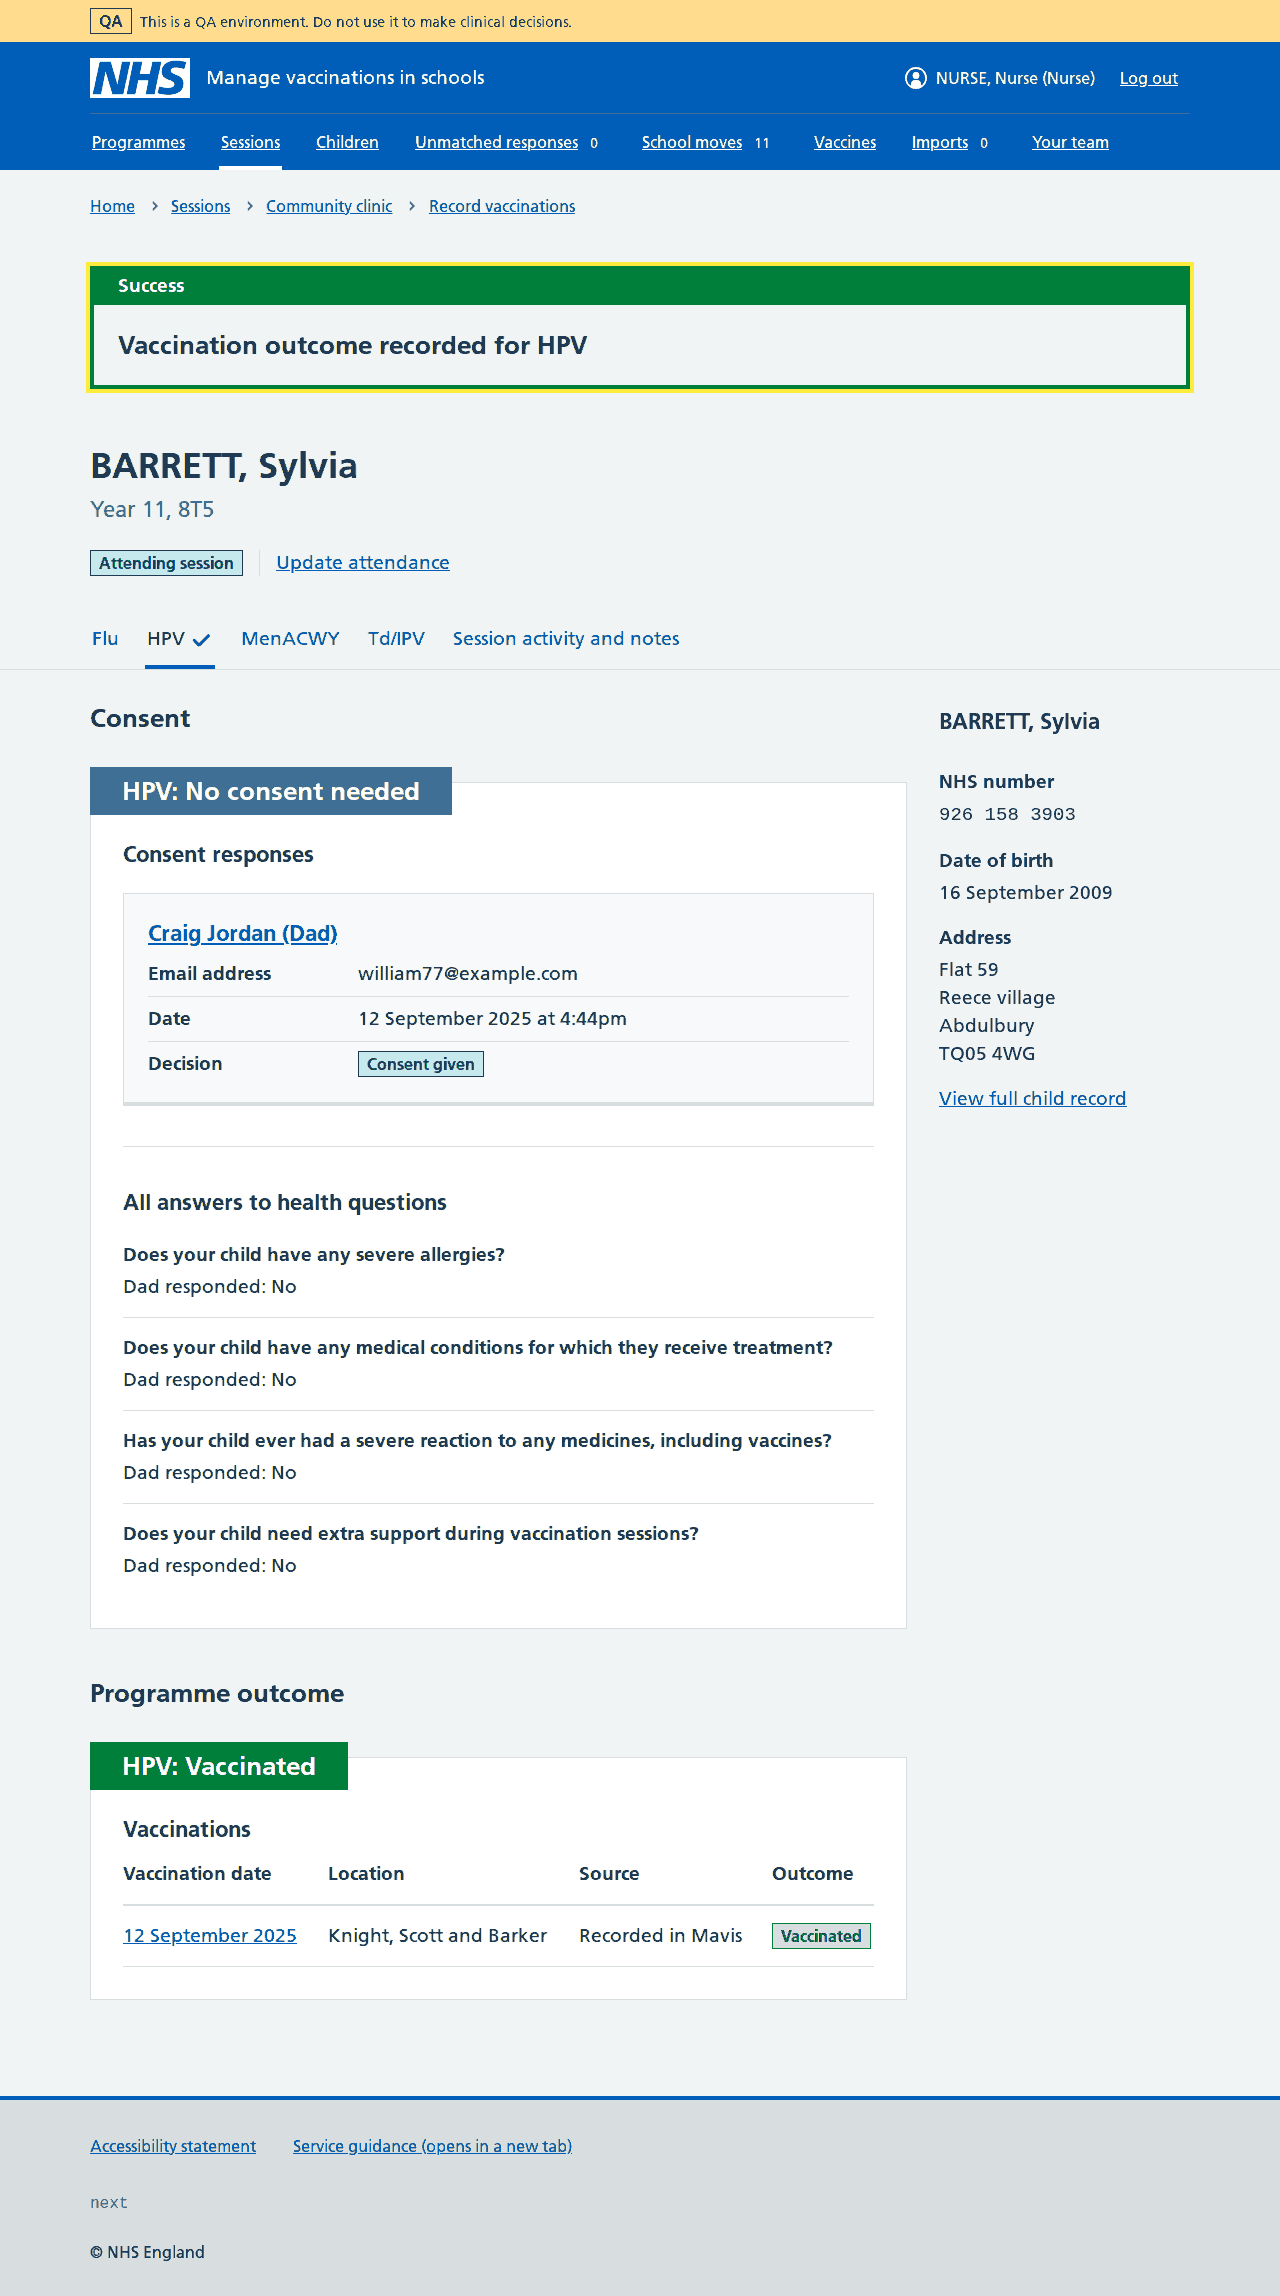 QA This is a QA environment. Do not use it to make clinical decisions.
NHS Manage vaccinations in schools NURSE, Nurse (Nurse) Log out
Programmes Sessions Children Unmatched responses 0 School moves 11 Vaccines Imports 0 Your team
Home > Sessions > Community clinic > Record vaccinations
Success
Vaccination outcome recorded for HPV
BARRETT, Sylvia
Year 11, 8T5
Attending session Update attendance
Flu HPV MenACWY Td/IPV Session activity and notes
Consent
HPV: No consent needed
Consent responses
Craig Jordan (Dad)
Email address william77@example.com
Date 12 September 2025 at 4:44pm
Decision Consent given
All answers to health questions
Does your child have any severe allergies?
Dad responded: No
Does your child have any medical conditions for which they receive treatment?
Dad responded: No
Has your child ever had a severe reaction to any medicines, including vaccines?
Dad responded: No
Does your child need extra support during vaccination sessions?
Dad responded: No
BARRETT, Sylvia
NHS number
926 158 3903
Date of birth
16 September 2009
Address
Flat 59
Reece village
Abdulbury
TQ05 4WG
View full child record
Programme outcome
HPV: Vaccinated
Vaccinations
Vaccination date Location Source Outcome
12 September 2025 Knight, Scott and Barker Recorded in Mavis Vaccinated
Accessibility statement Service guidance (opens in a new tab)
next
© NHS England